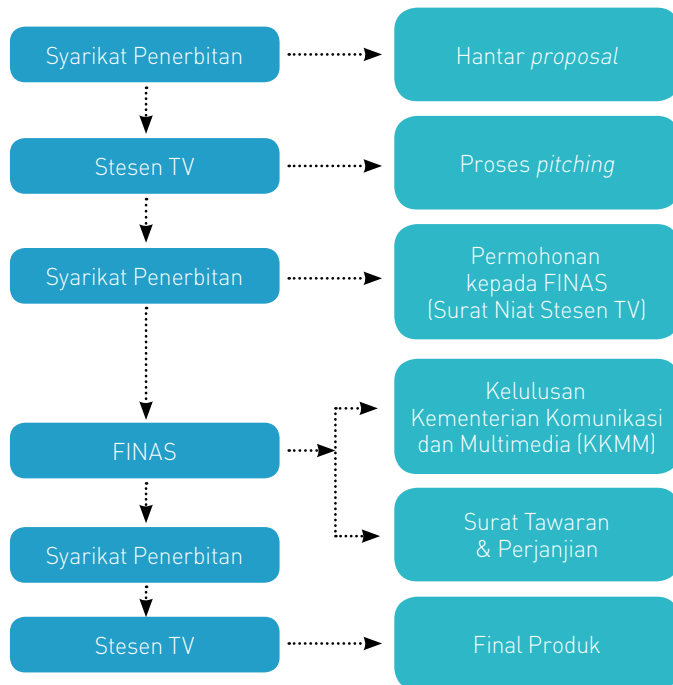 Syarikat Penerbitan
Hantar proposal
Stesen TV
Proses pitching
Syarikat Penerbitan
Permohonan
kepada FINAS
(Surat Niat Stesen TV)
FINAS
Kelulusan
Kementerian Komunikasi
dan Multimedia (KKMM)
Surat Tawaran
& Perjanjian
Syarikat Penerbitan
Stesen TV
Final Produk